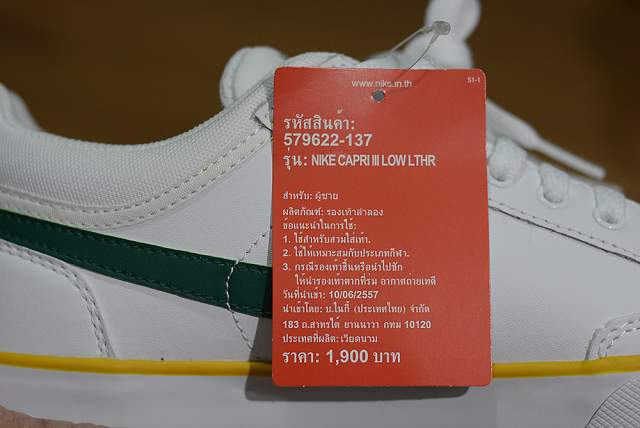 www.nike.in.th
S1-1
รหัสสินค้า:
579622-137
รุ่น: NIKE CAPRI III LOW LTHR
สำหรับ: ผู้ชาย
ผลิตภัณฑ์: รองเท้าลำลอง
ข้อแนะนำในการใช้:
1. ใช้สำหรับสวมใส่เท้า.
2. ใช้ให้เหมาะสมกับประเภทกีฬา.
3. กรณีรองเท้าชื้นหรือนำไปซัก
ให้นำรองเท้าตากที่ร่ม อากาศถ่ายเทดี
วันที่นำเข้า: 10/06/2557
นำเข้าโดย: บ.ไนกี้ (ประเทศไทย) จำกัด
183 ถ.สาทรใต้ ยานนาวา กทม 10120
ประเทศที่ผลิต: เวียดนาม
ราคา: 1,900 บาท